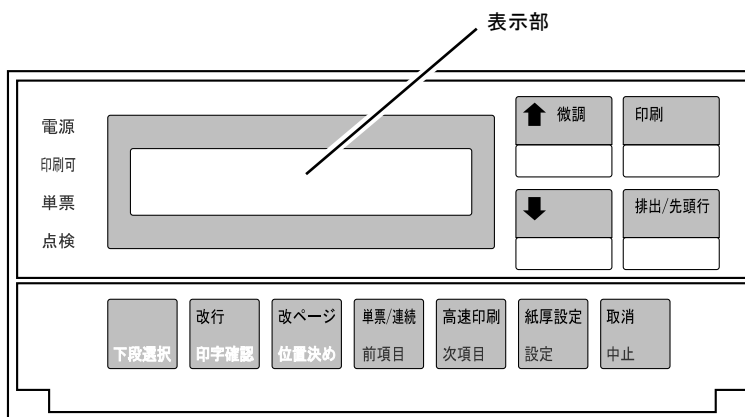 表示部
電源
印刷可
単票
点検
微調
印刷
排出/先頭行
下段選択
改行
印字確認
改ページ
位置決め
単票/連続
前項目
高速印刷
次項目
紙厚設定
設定
取消
中止